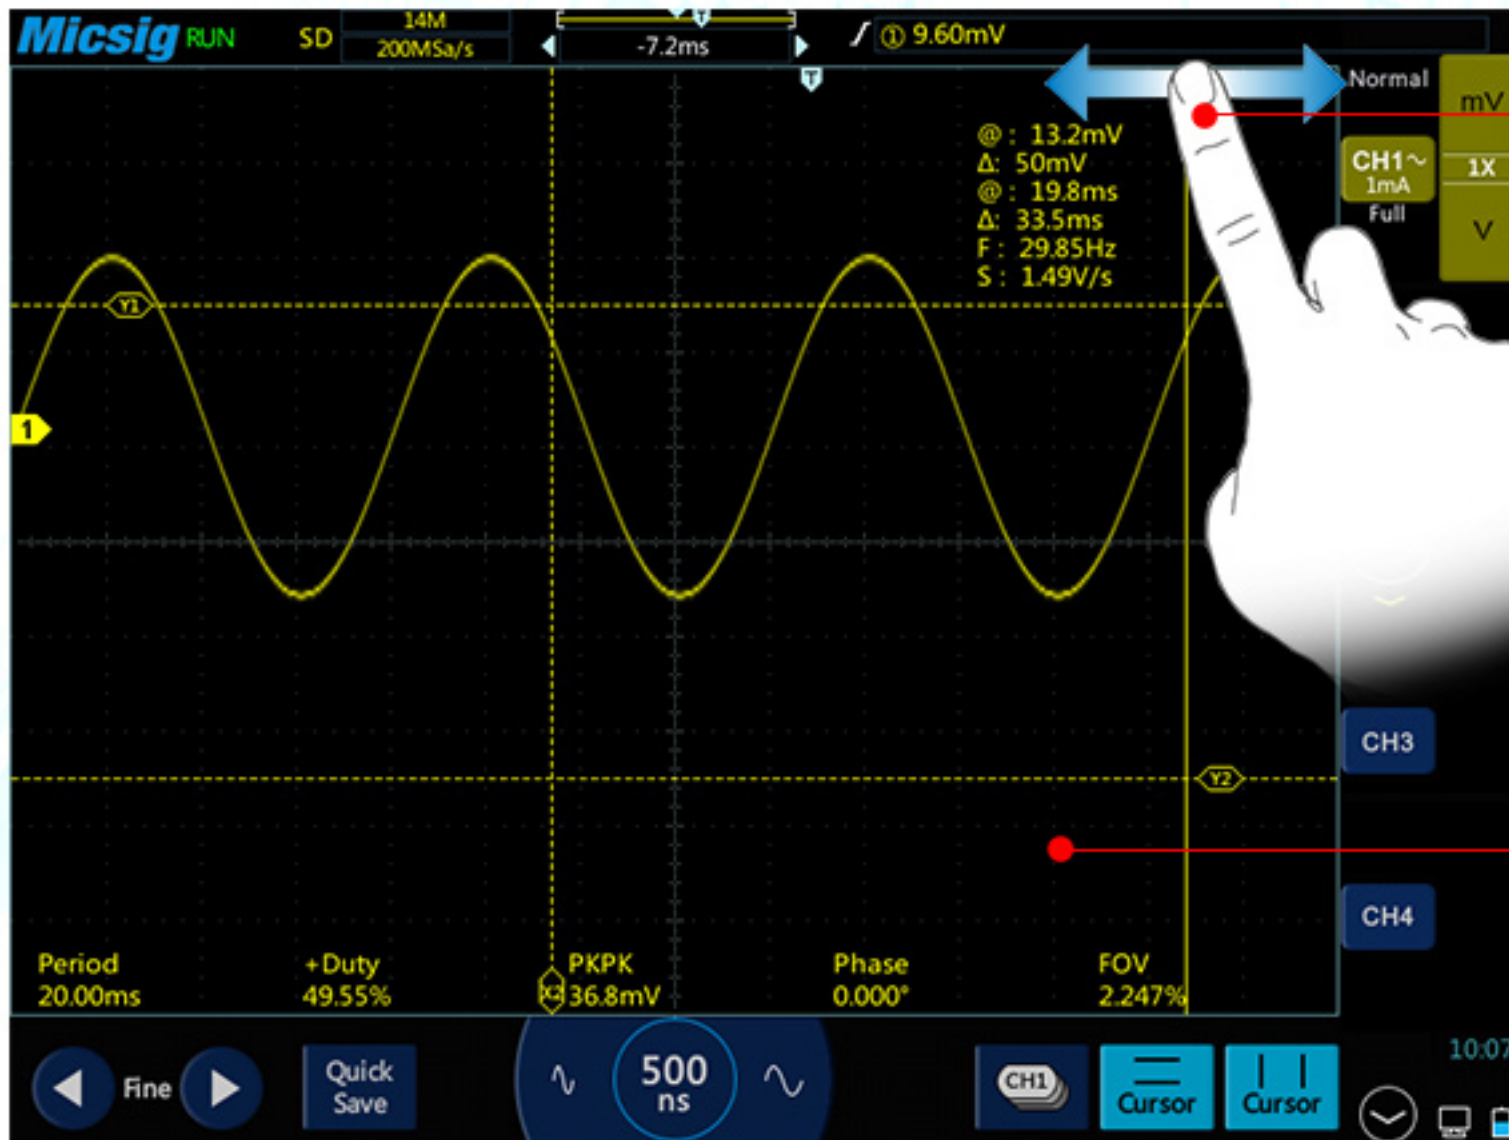 Micsig RUN SD 14M
200MSa/s
-7.2ms
T
① 9.60mV
T
Normal
mV
@ : 13.2mV
Δ: 50mV
@ : 19.8ms
Δ: 33.5ms
F : 29.85Hz
S : 1.49V/s
CH1~
1mA
Full
1X
V
Y1
1
CH3
Y2
CH4
Period +Duty PKPK Phase FOV
20.00ms 49.55% X2 36.8mV 0.000° 2.247%
Fine
Quick
Save
500
ns
CH1
Cursor
Cursor
10:07